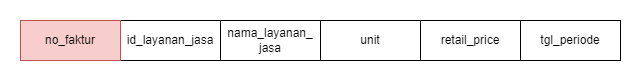 no_faktur
id_layanan_jasa
nama_layanan_
jasa
unit
retail_price
tgl_periode